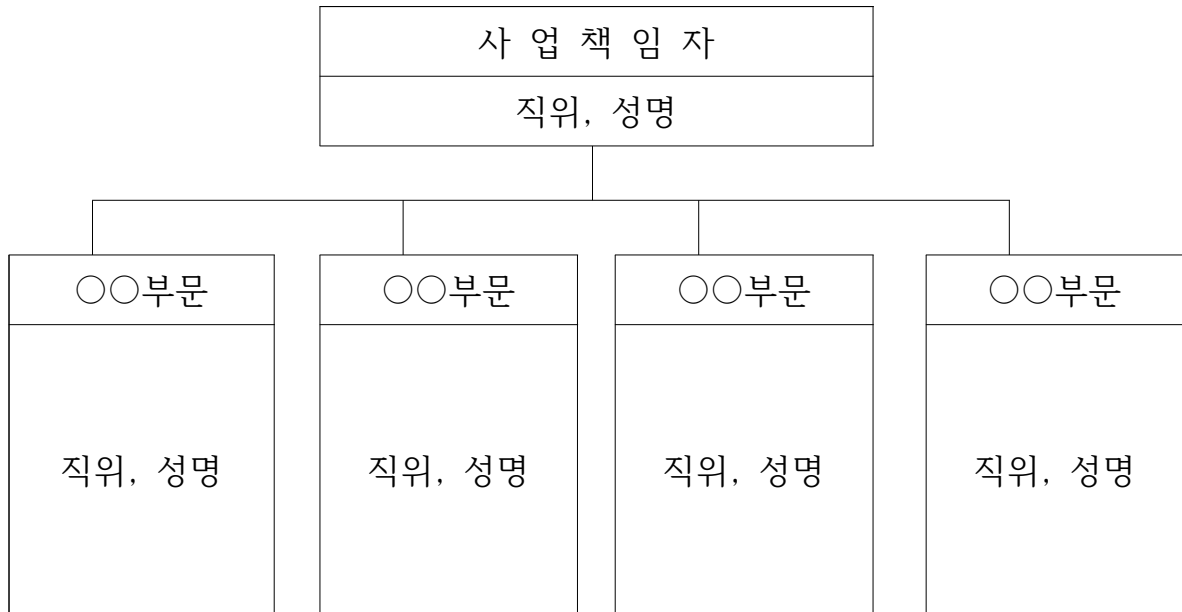 사 업 책 임 자
직위, 성명
○○부문 ○○부문 ○○부문 ○○부문
직위, 성명 직위, 성명 직위, 성명 직위, 성명